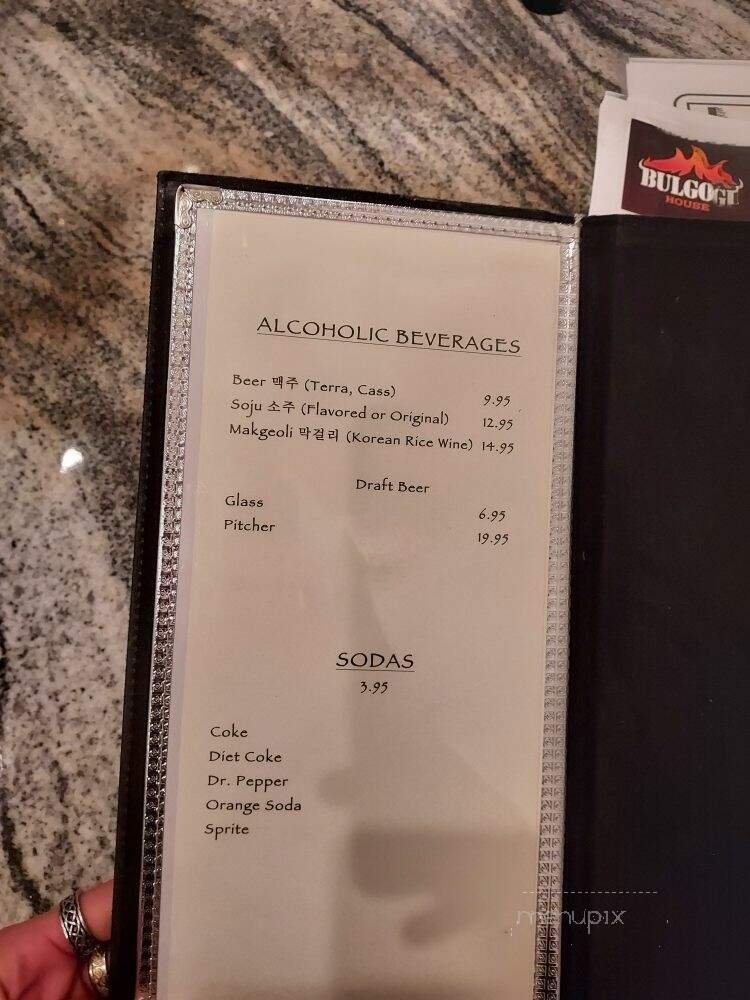 BULGOGI
HOUSE
ALCOHOLIC BEVERAGES
Beer 맥주 (Terra, Cass) 9.95
Soju 소주 (Flavored or Original) 12.95
Makgeoli 막걸리 (Korean Rice Wine) 14.95
Draft Beer
Glass 6.95
Pitcher 19.95
SODAS
3.95
Coke
Diet Coke
Dr. Pepper
Orange Soda
Sprite
menupix